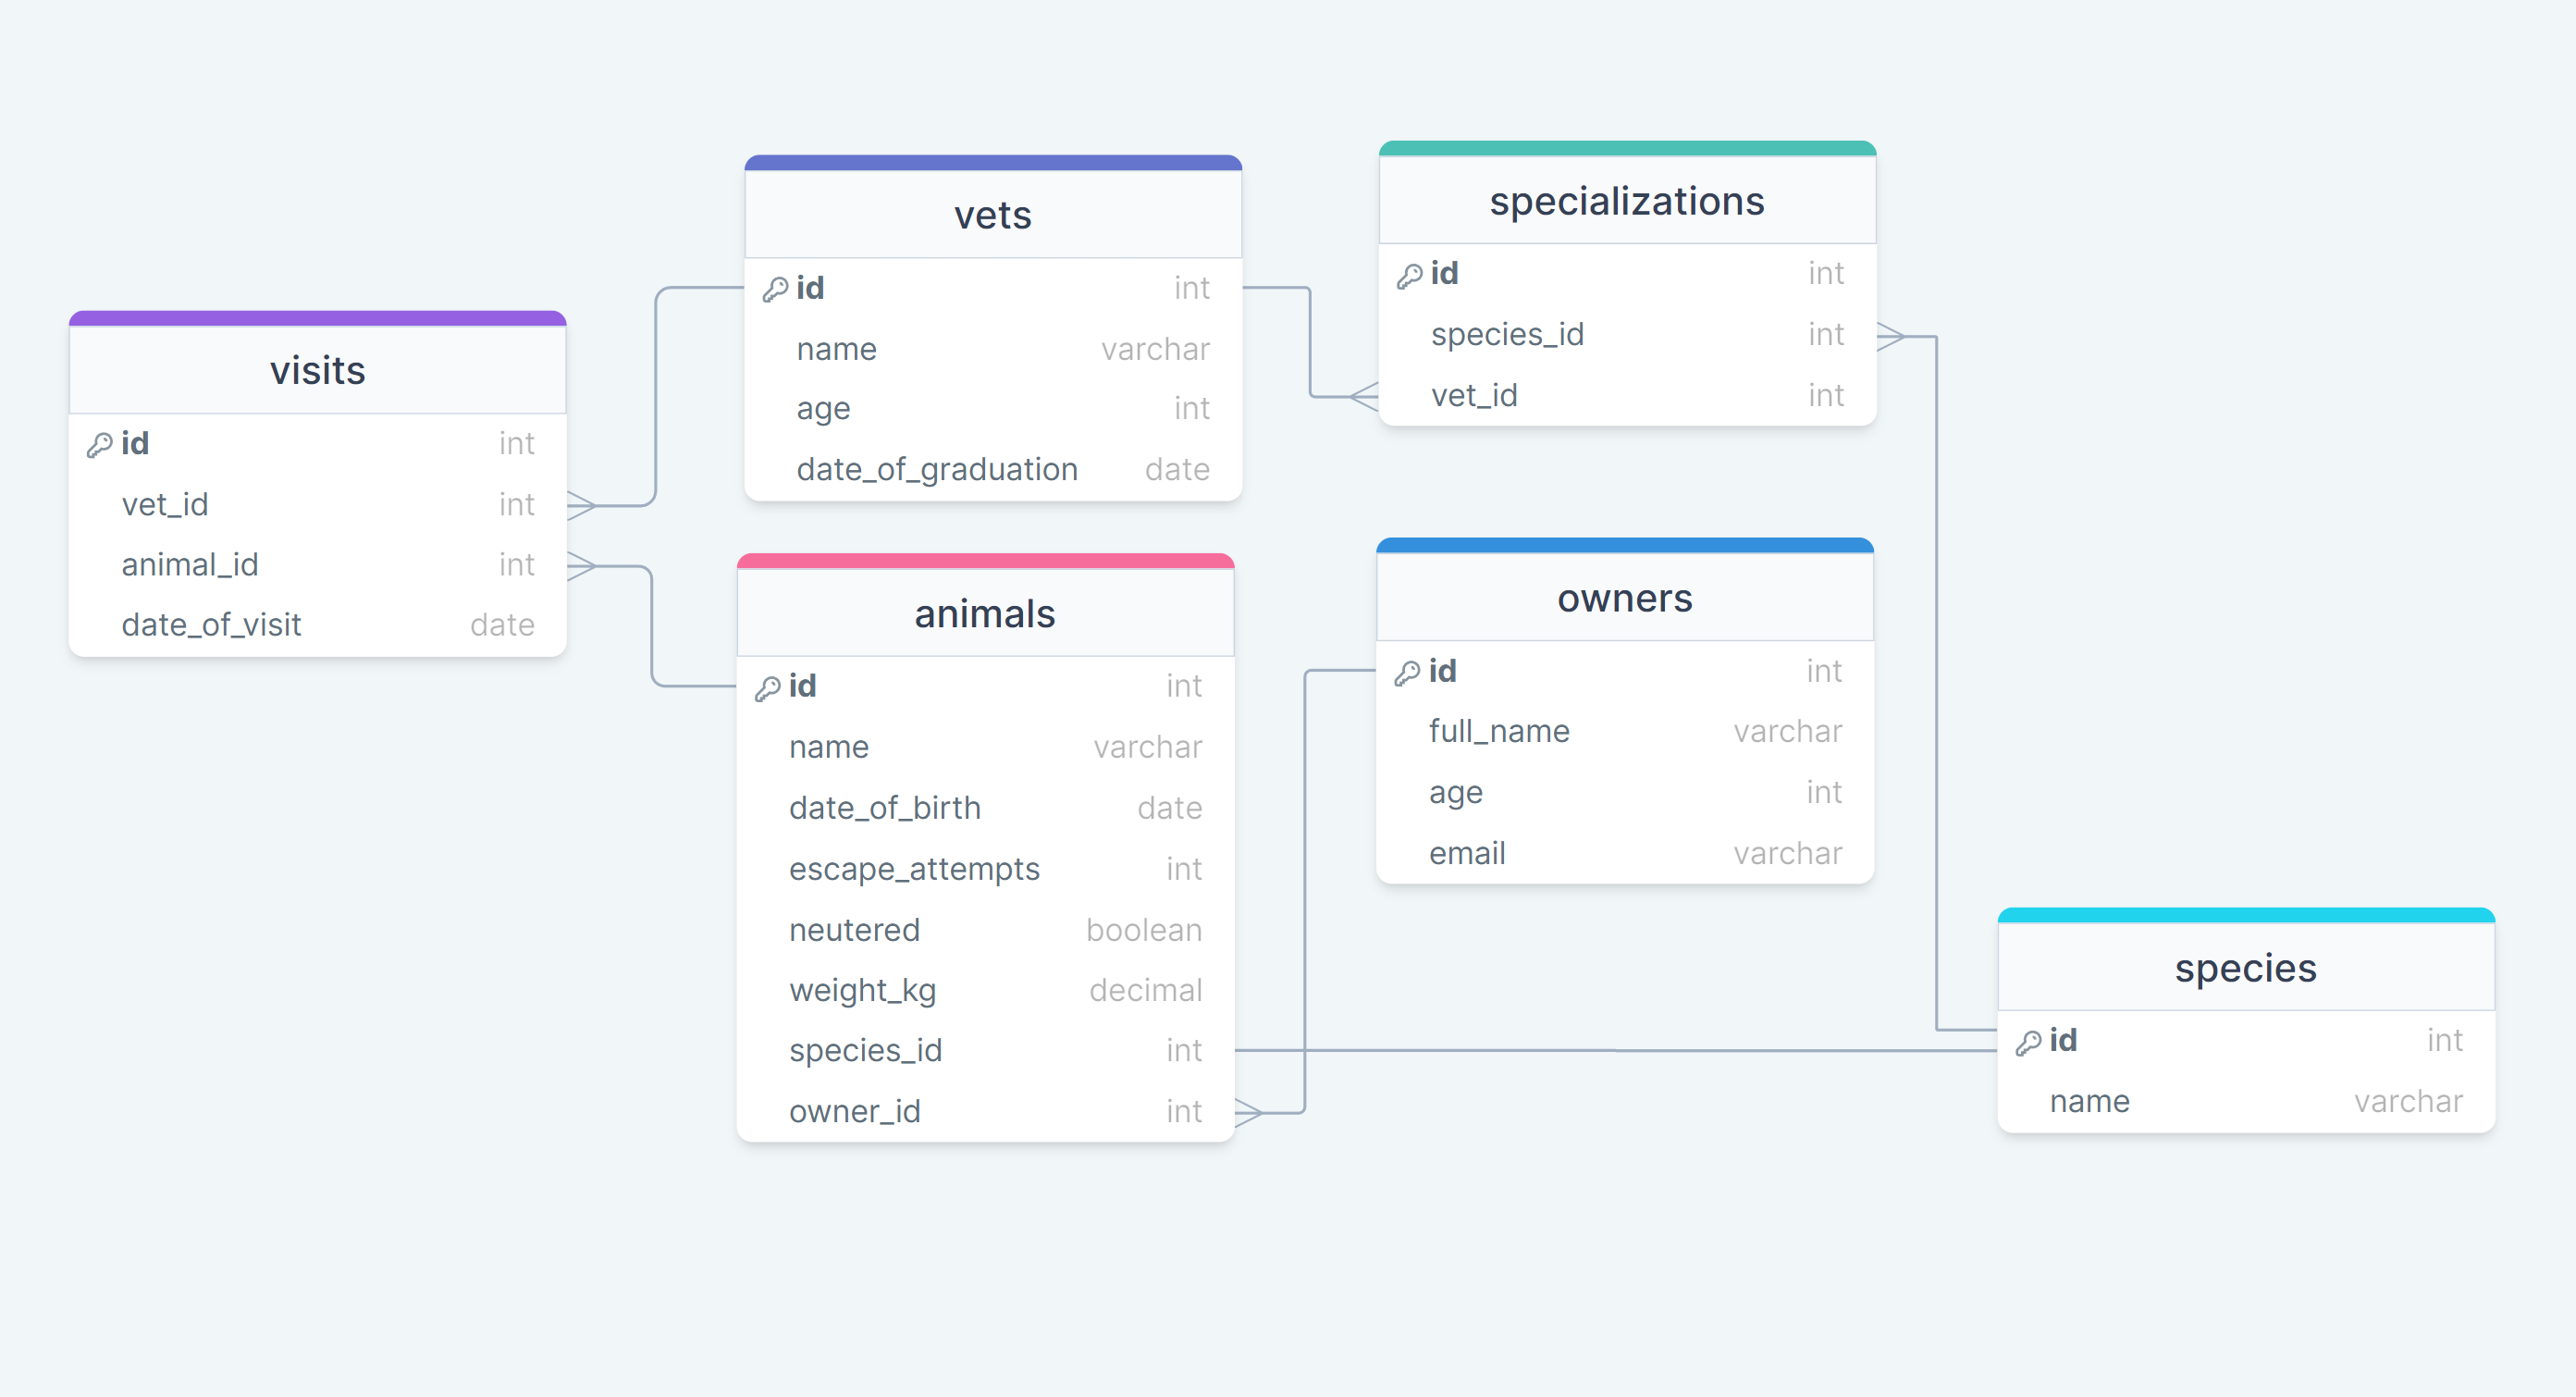 visits
id int
vet_id int
animal_id int
date_of_visit date
vets
id int
name varchar
age int
date_of_graduation date
specializations
id int
species_id int
vet_id int
animals
id int
name varchar
date_of_birth date
escape_attempts int
neutered boolean
weight_kg decimal
species_id int
owner_id int
owners
id int
full_name varchar
age int
email varchar
species
id int
name varchar